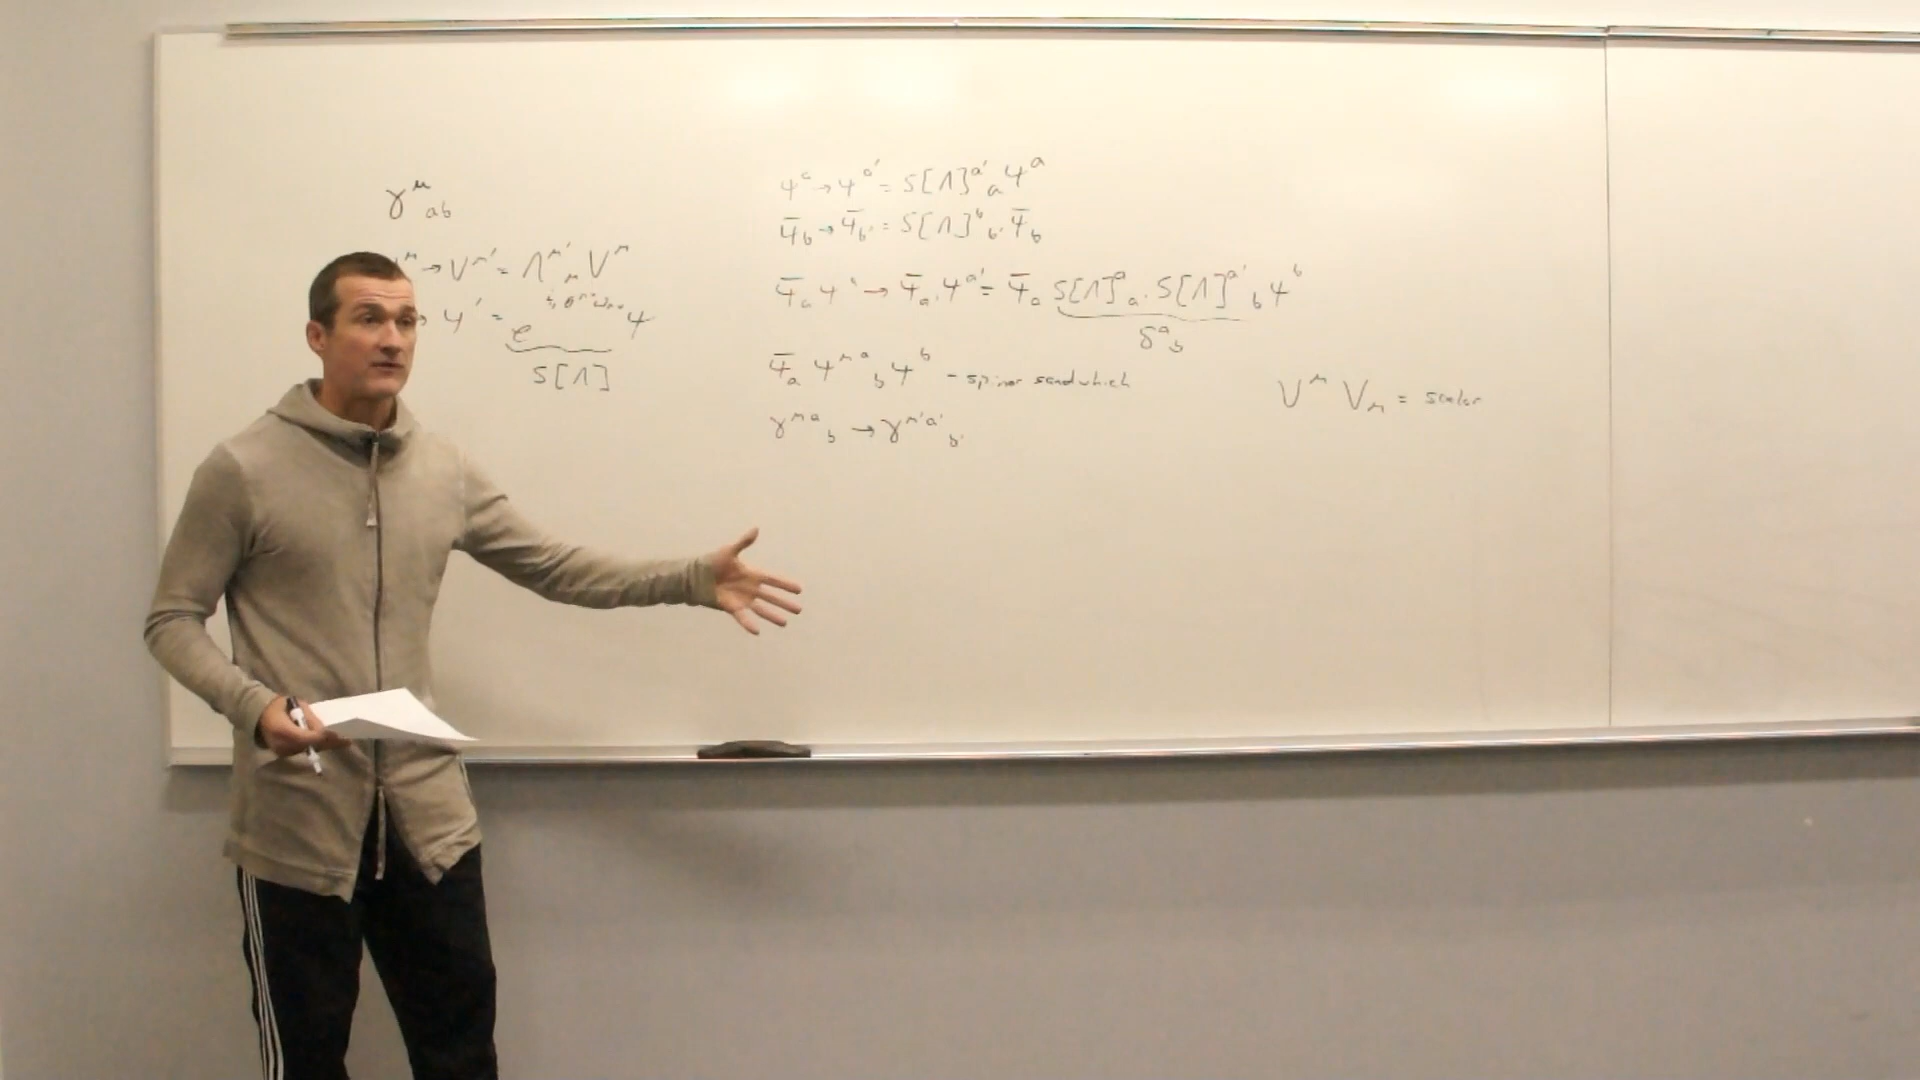 γ^μ_ab
^μ → V^μ' = Λ^μ'_μ V^μ
→ ψ' = e ψ
S[Λ]
ψ^a → ψ^a' = S[Λ]^a'_a ψ^a
ψ̄_b → ψ̄_b' = S[Λ]^b_b' ψ̄_b
ψ̄_a ψ^a → ψ̄_a' ψ^a' = ψ̄_a S[Λ]^a_a' S[Λ]^a'_b ψ^b
δ^a_b
ψ̄_a ψ^μa_b ψ^b - spinor sandwhich
γ^μa_b → γ^μ'a'_b'
V^μ V_μ = scalar